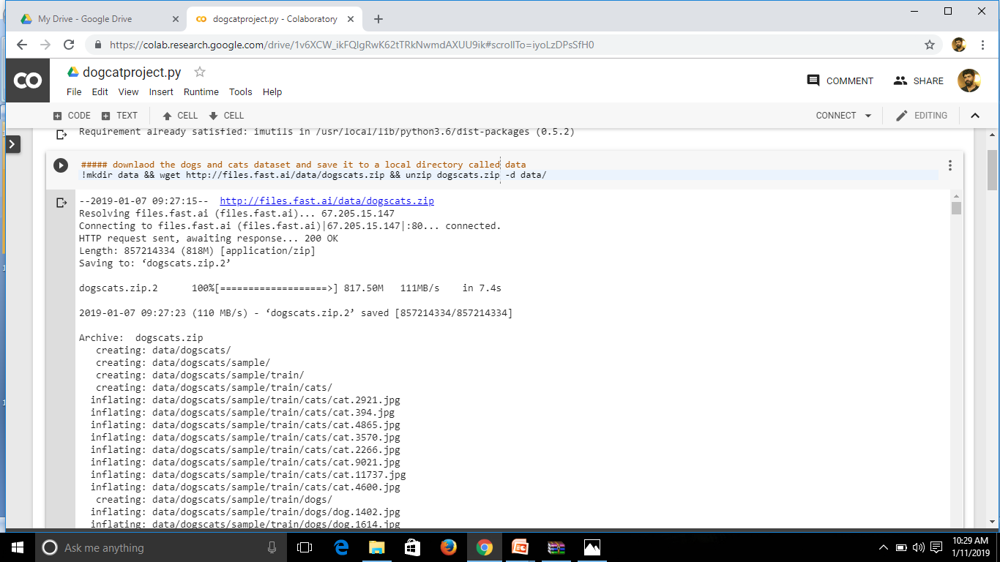 My Drive - Google Drive
dogcatproject.py - Colaboratory
https://colab.research.google.com/drive/1v6XCW_ikFQlgRwK62tTRkNwmdAXUU9ik#scrollTo=iyoLzDPsSfH0
CO
dogcatproject.py
COMMENT
SHARE
File Edit View Insert Runtime Tools Help
CODE TEXT CELL CELL
CONNECT
EDITING
Requirement already satisfied: imutils in /usr/local/lib/python3.6/dist-packages (0.5.2)
##### downlaod the dogs and cats dataset and save it to a local directory called data
!mkdir data && wget http://files.fast.ai/data/dogscats.zip && unzip dogscats.zip -d data/
--2019-01-07 09:27:15--  http://files.fast.ai/data/dogscats.zip
Resolving files.fast.ai (files.fast.ai)... 67.205.15.147
Connecting to files.fast.ai (files.fast.ai)|67.205.15.147|:80... connected.
HTTP request sent, awaiting response... 200 OK
Length: 857214334 (818M) [application/zip]
Saving to: ‘dogscats.zip.2’
dogscats.zip.2      100%[===================>] 817.50M   111MB/s    in 7.4s
2019-01-07 09:27:23 (110 MB/s) - ‘dogscats.zip.2’ saved [857214334/857214334]
Archive:  dogscats.zip
creating: data/dogscats/
creating: data/dogscats/sample/
creating: data/dogscats/sample/train/
creating: data/dogscats/sample/train/cats/
inflating: data/dogscats/sample/train/cats/cat.2921.jpg
inflating: data/dogscats/sample/train/cats/cat.394.jpg
inflating: data/dogscats/sample/train/cats/cat.4865.jpg
inflating: data/dogscats/sample/train/cats/cat.3570.jpg
inflating: data/dogscats/sample/train/cats/cat.2266.jpg
inflating: data/dogscats/sample/train/cats/cat.9021.jpg
inflating: data/dogscats/sample/train/cats/cat.11737.jpg
inflating: data/dogscats/sample/train/cats/cat.4600.jpg
creating: data/dogscats/sample/train/dogs/
inflating: data/dogscats/sample/train/dogs/dog.1402.jpg
inflating: data/dogscats/sample/train/dogs/dog.1614.jpg
Ask me anything
10:29 AM
1/11/2019